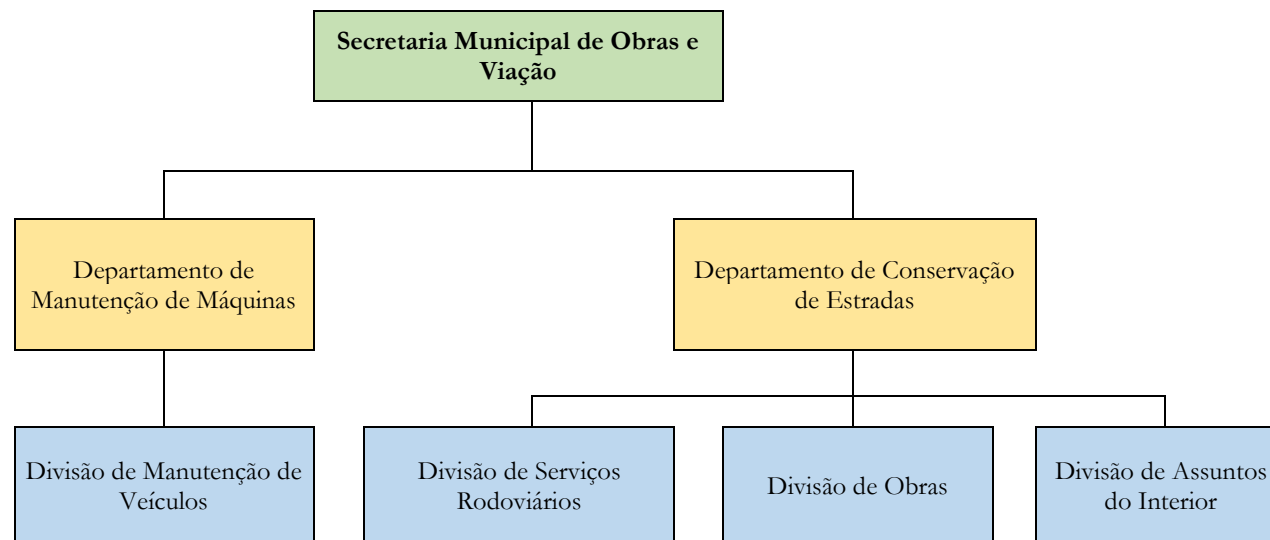 Secretaria Municipal de Obras e
Viação
Departamento de
Manutenção de Máquinas
Departamento de Conservação
de Estradas
Divisão de Manutenção de
Veículos
Divisão de Serviços
Rodoviários
Divisão de Obras
Divisão de Assuntos
do Interior